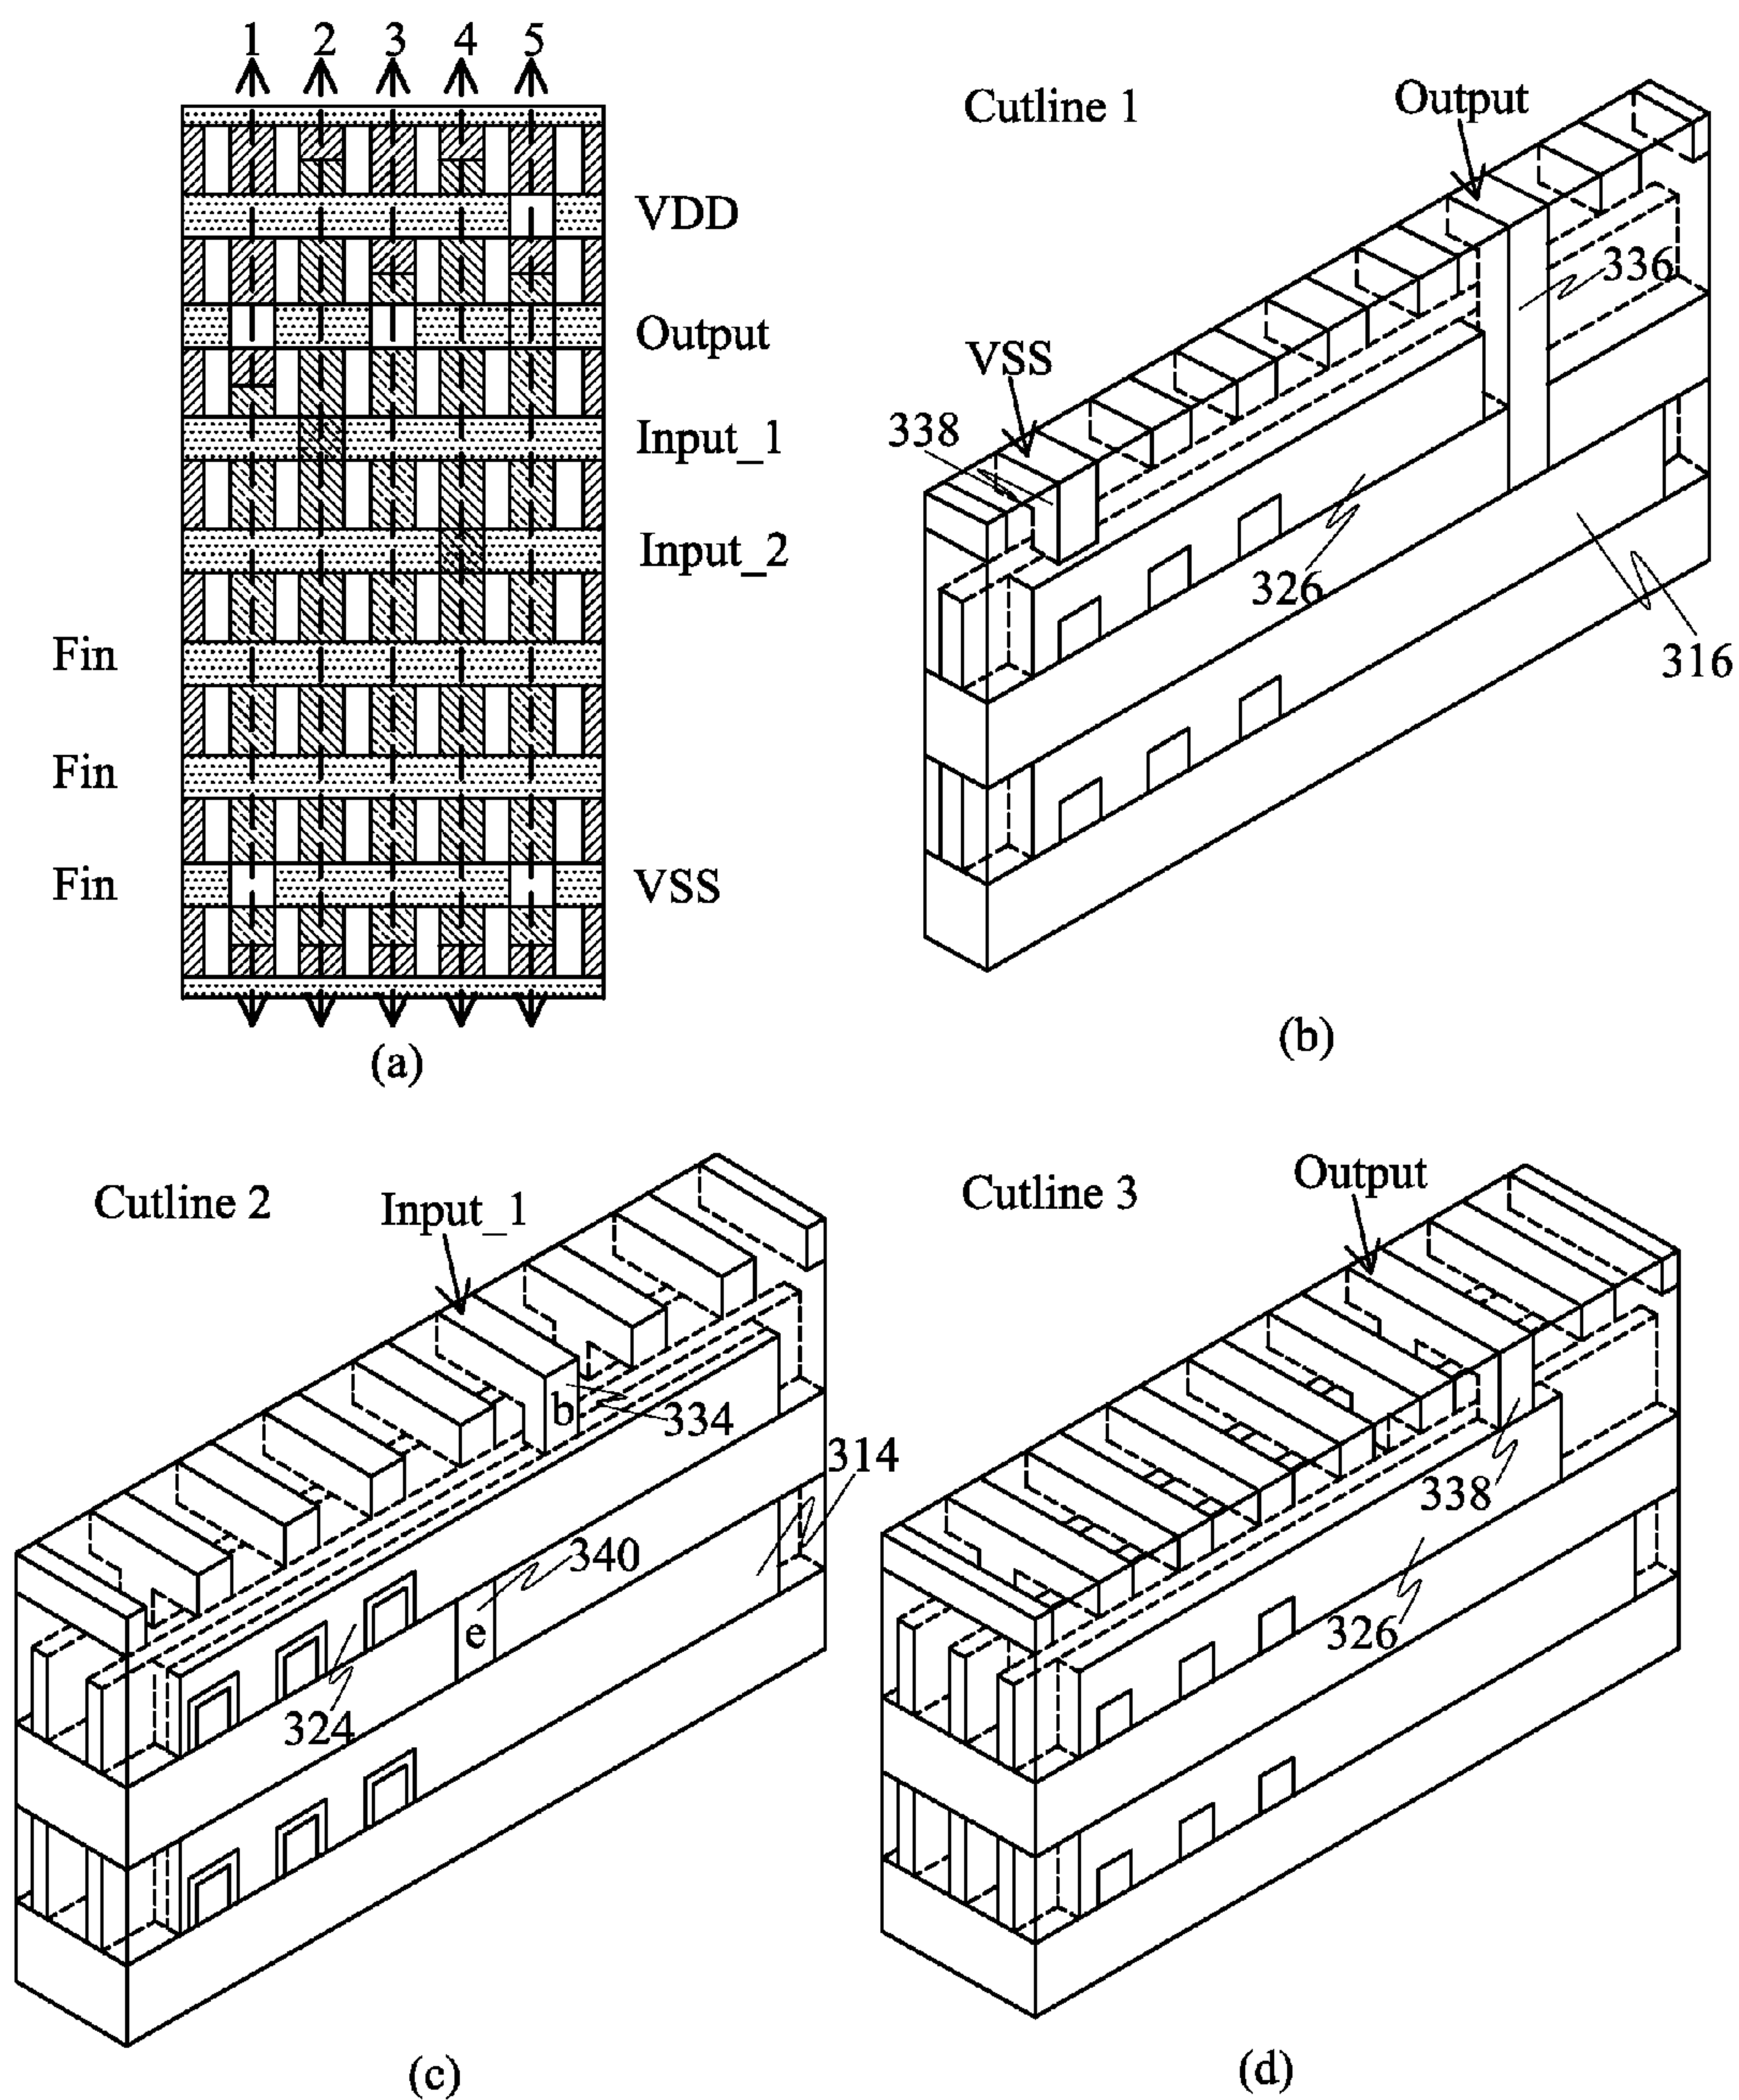 1 2 3 4 5
VDD
Output
Input_1
Input_2
Fin
Fin
Fin
VSS
(a)
Cutline 1
Output
336
VSS
338
326
316
(b)
Cutline 2
Input_1
b
334
314
340
e
324
(c)
Cutline 3
Output
338
326
(d)